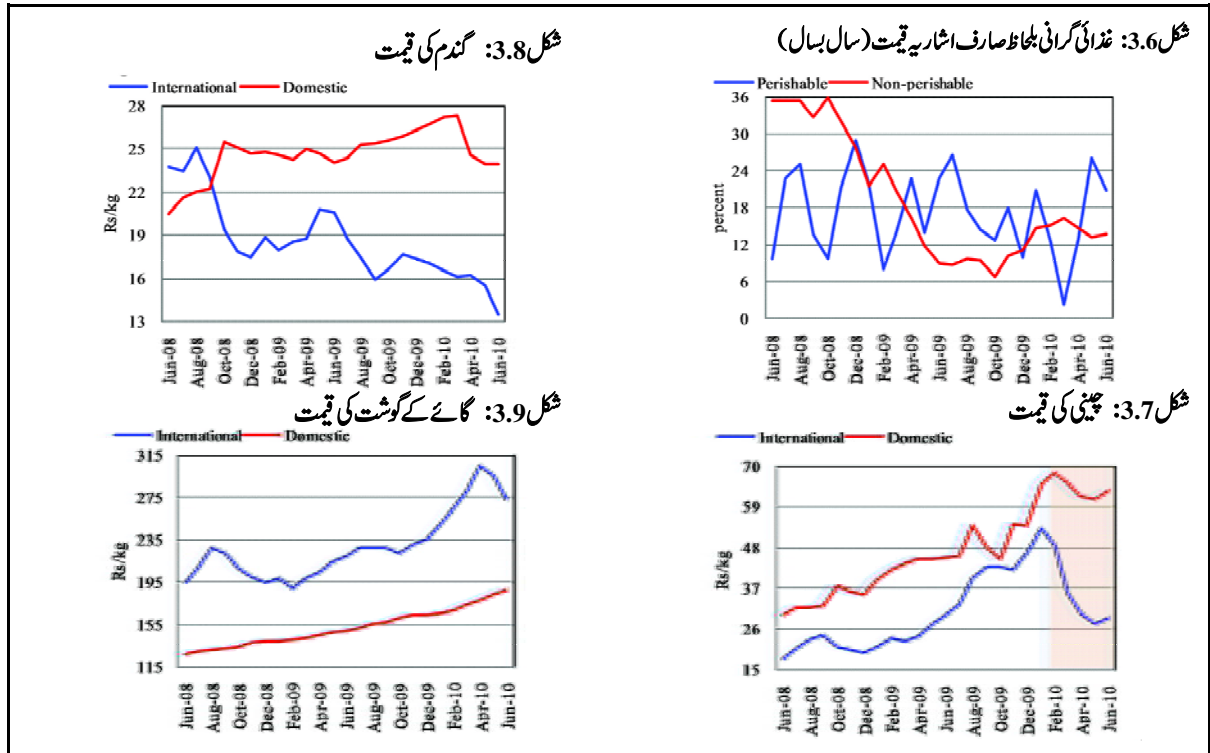 شکل 3.6: غذائی گرانی بلحاظ صارف اشاریہ قیمت (سال بسال)
Perishable Non-perishable
percent
36
30
24
18
12
6
0
Jun-08 Aug-08 Oct-08 Dec-08 Feb-09 Apr-09 Jun-09 Aug-09 Oct-09 Dec-09 Feb-10 Apr-10 Jun-10
شکل 3.8: گندم کی قیمت
International Domestic
Rs/kg
28
25
22
19
16
13
Jun-08 Aug-08 Oct-08 Dec-08 Feb-09 Apr-09 Jun-09 Aug-09 Oct-09 Dec-09 Feb-10 Apr-10 Jun-10
شکل 3.7: چینی کی قیمت
International Domestic
Rs/kg
70
59
48
37
26
15
Jun-08 Aug-08 Oct-08 Dec-08 Feb-09 Apr-09 Jun-09 Aug-09 Oct-09 Dec-09 Feb-10 Apr-10 Jun-10
شکل 3.9: گائے کے گوشت کی قیمت
International Domestic
Rs/kg
315
275
235
195
155
115
Jun-08 Aug-08 Oct-08 Dec-08 Feb-09 Apr-09 Jun-09 Aug-09 Oct-09 Dec-09 Feb-10 Apr-10 Jun-10